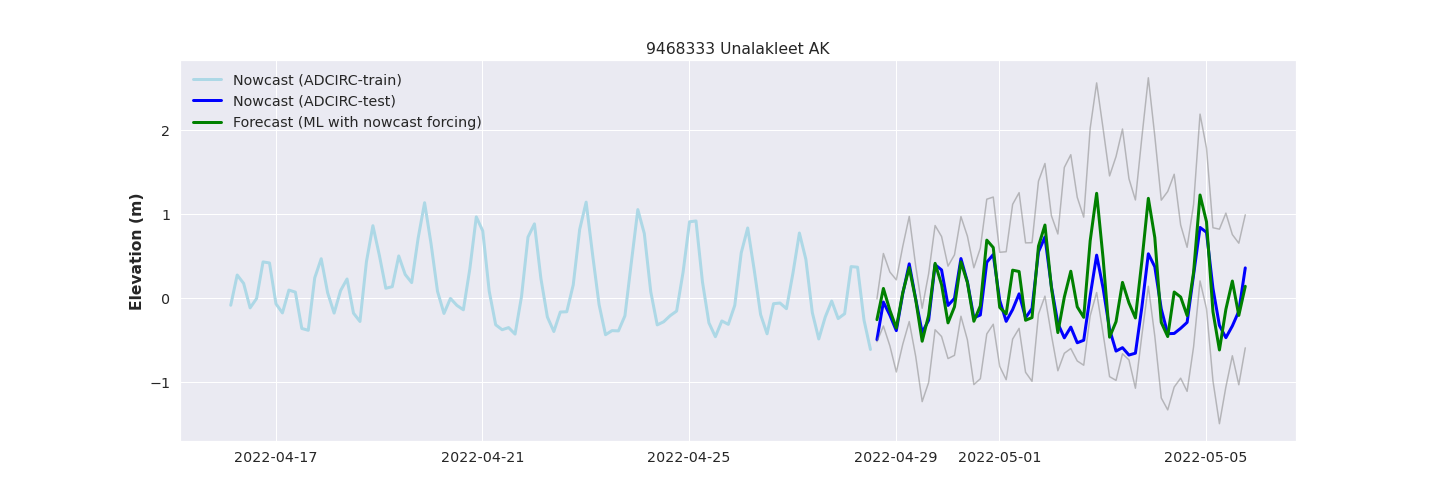 9468333 Unalakleet AK
Nowcast (ADCIRC-train)
Nowcast (ADCIRC-test)
Forecast (ML with nowcast forcing)
Elevation (m)
2
1
0
−1
2022-04-17 2022-04-21 2022-04-25 2022-04-29 2022-05-01 2022-05-05